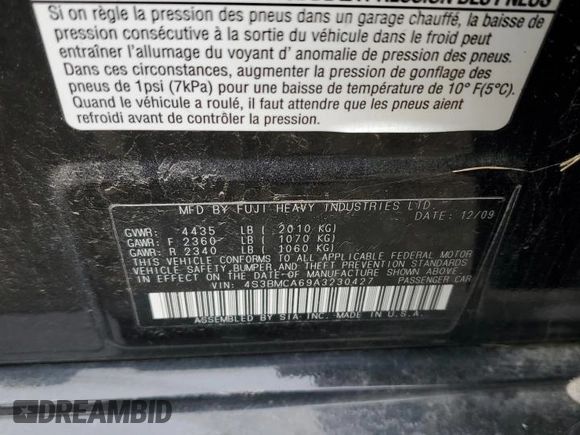 PRESSION DES PNEUS
Si on règle la pression des pneus dans un garage chauffé, la baisse de
pression consécutive à la sortie du véhicule dans le froid peut
entraîner l'allumage du voyant d' anomalie de pression des pneus.
Dans ces circonstances, augmenter la pression de gonflage des
pneus de 1psi (7kPa) pour une baisse de température de 10° F(5°C).
Quand le véhicule a roulé, il faut attendre que les pneus aient
refroidi avant de contrôler la pression.
MFD BY FUJI HEAVY INDUSTRIES LTD.
DATE: 12/09
GVWR: 4435 LB ( 2010 KG)
GAWR: F 2360 LB ( 1070 KG)
GAWR: R 2340 LB ( 1060 KG)
THIS VEHICLE CONFORMS TO ALL APPLICABLE FEDERAL MOTOR
VEHICLE SAFETY,BUMPER,AND THEFT PREVENTION STANDARDS
IN EFFECT ON THE DATE OF MANUFACTURE SHOWN ABOVE.
VIN: 4S3BMCA69A3230427 PASSENGER CAR
ASSEMBLED BY SIA INC. MADE IN U.S.A.
DREAMBID